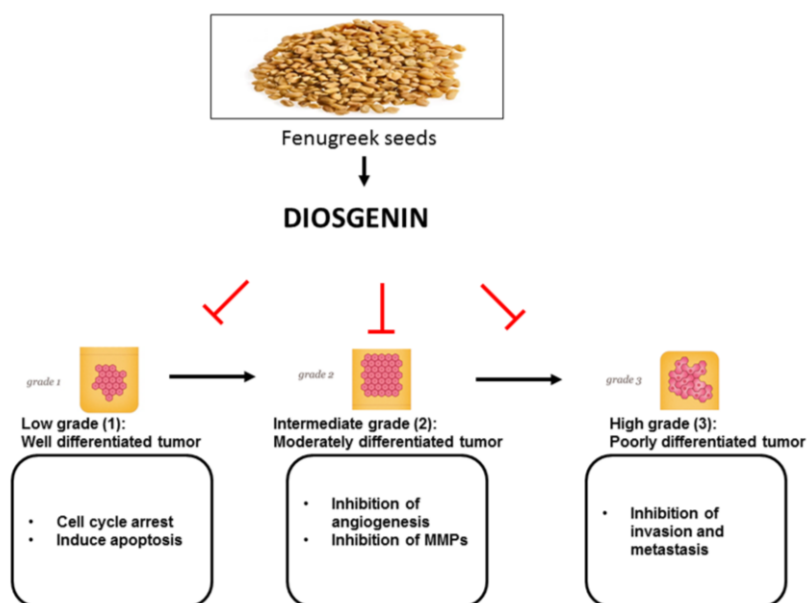 Fenugreek seeds
DIOSGENIN
grade 1
grade 2
grade 3
Low grade (1):
Well differentiated tumor
Intermediate grade (2):
Moderately differentiated tumor
High grade (3):
Poorly differentiated tumor
• Cell cycle arrest
• Induce apoptosis
• Inhibition of
angiogenesis
• Inhibition of MMPs
• Inhibition of
invasion and
metastasis